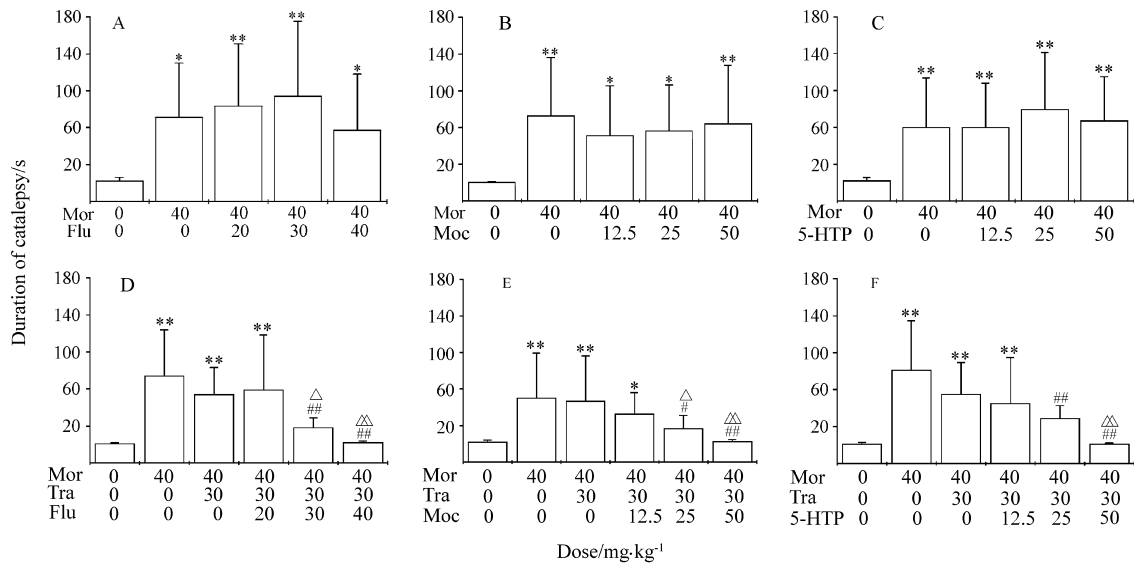 Duration of catalepsy/s
A
180
140
100
60
20
* ** ** *
Mor 0 40 40 40 40
Flu 0 0 20 30 40
B
180
140
100
60
20
** * * **
Mor 0 40 40 40 40
Moc 0 0 12.5 25 50
C
180
140
100
60
20
** ** ** **
Mor 0 40 40 40 40
5-HTP 0 0 12.5 25 50
D
180
140
100
60
20
** ** **
△ △△
## ##
Mor 0 40 40 40 40 40
Tra 0 0 30 30 30 30
Flu 0 0 0 20 30 40
E
180
140
100
60
20
** ** *
△ △△
# ##
Mor 0 40 40 40 40 40
Tra 0 0 30 30 30 30
Moc 0 0 0 12.5 25 50
F
180
140
100
60
20
** ** **
## △△
##
Mor 0 40 40 40 40 40
Tra 0 0 30 30 30 30
5-HTP 0 0 0 12.5 25 50
Dose/mg·kg⁻¹